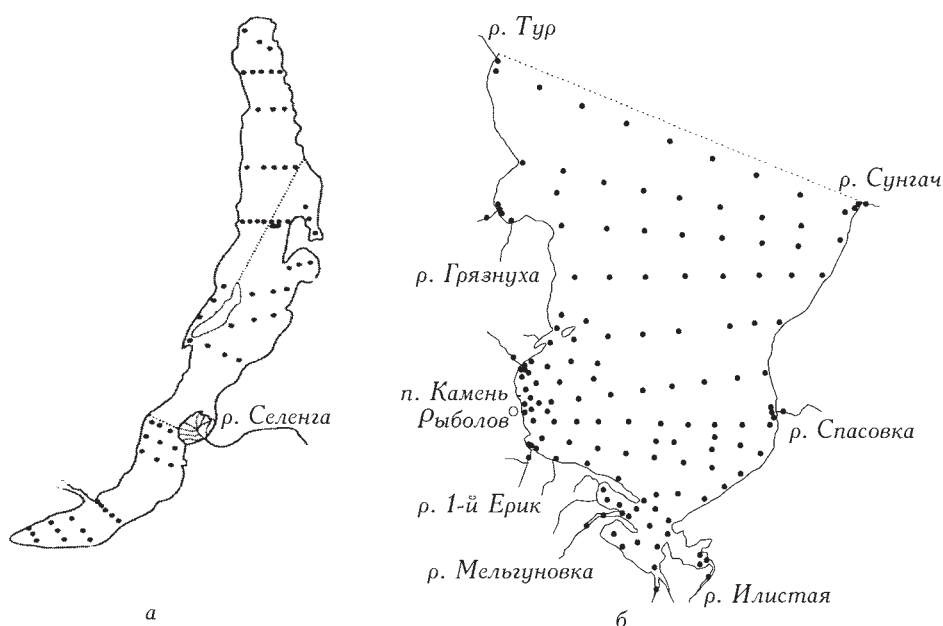 р. Тур
р. Сунгач
р. Грязнуха
п. Камень
Рыболов
р. Селенга
р. Спасовка
р. 1-й Ерик
р. Мельгуновка
р. Илистая
а
б